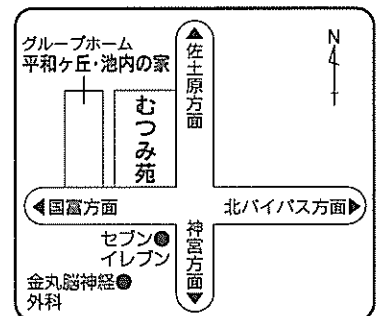 グループホーム
平和ヶ丘・池内の家
むつみ苑
▲佐土原方面
N
◀国富方面
北バイパス方面▶
セブン
イレブン
神宮方面▼
金丸脳神経
外科